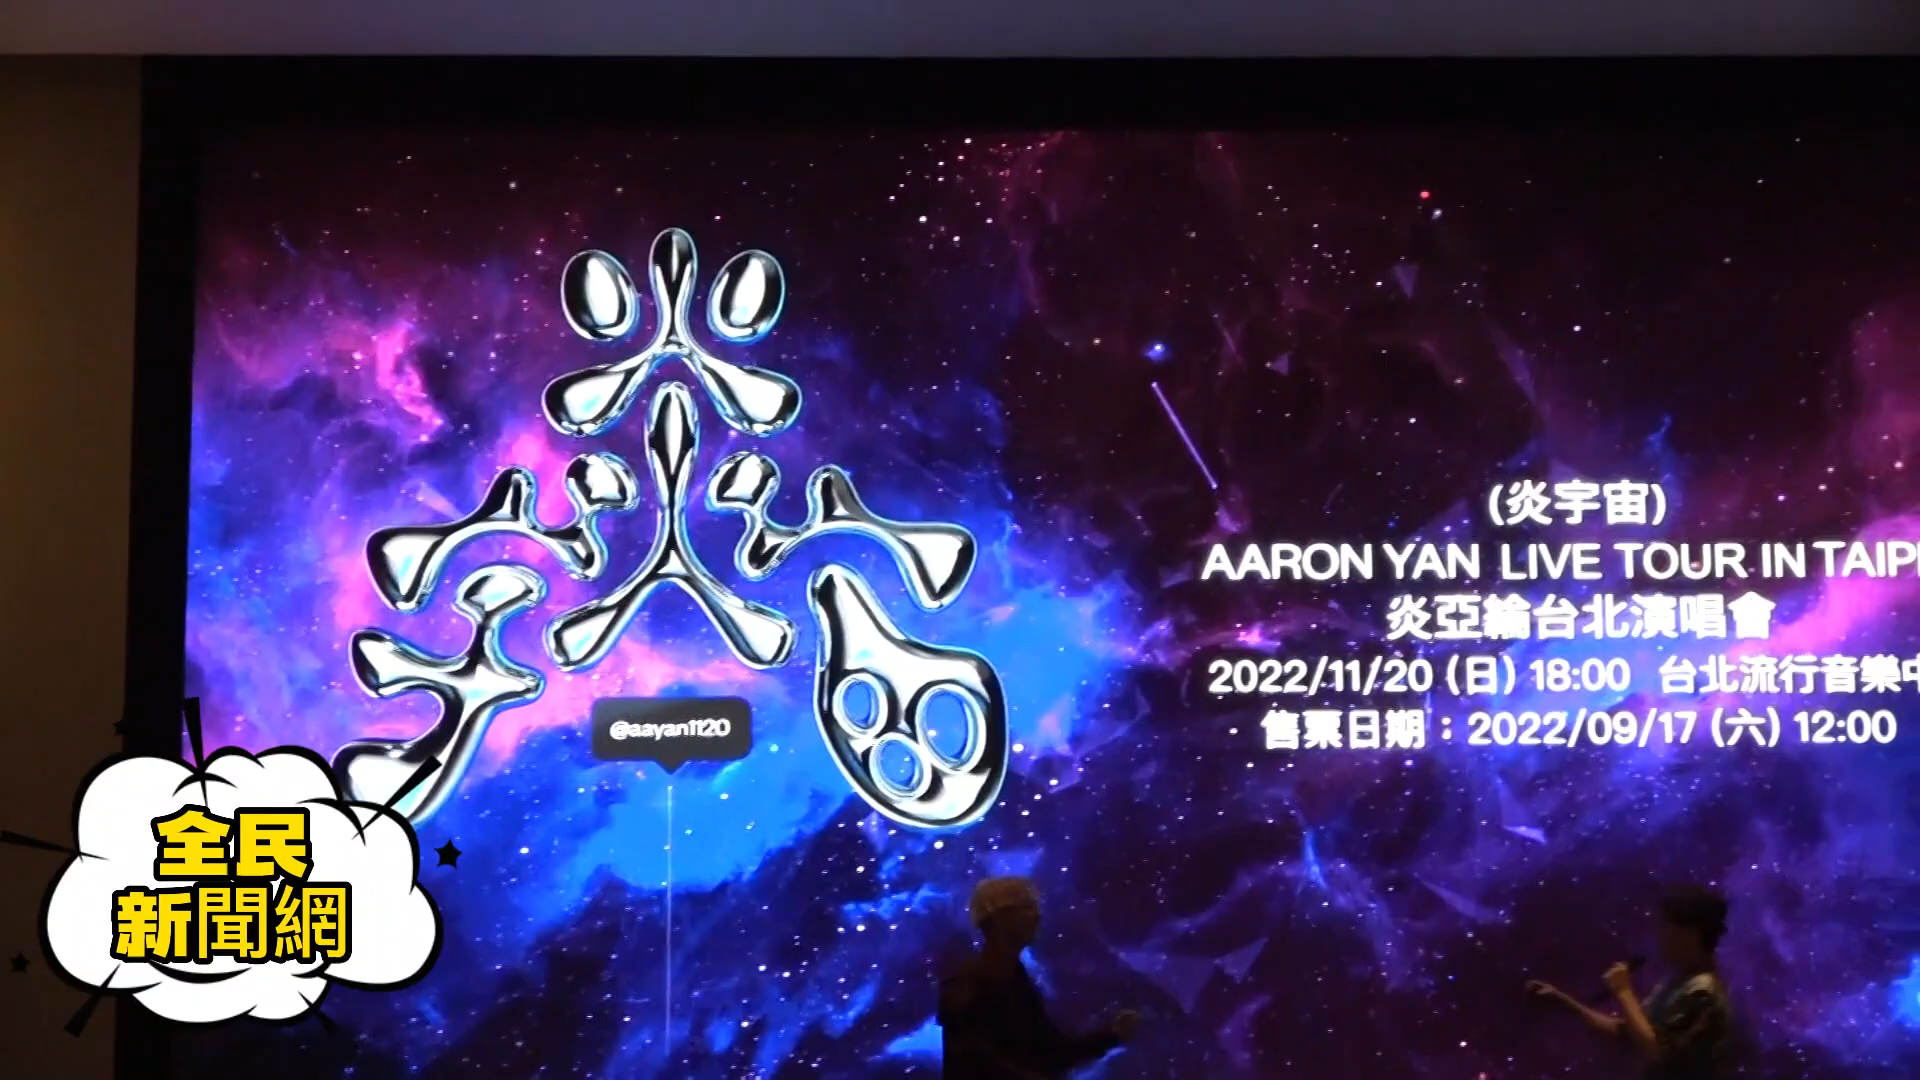 炎宇宙
(炎宇宙)
AARON YAN LIVE TOUR IN TAIPE
炎亞綸台北演唱會
2022/11/20 (日) 18:00 台北流行音樂中
售票日期：2022/09/17 (六) 12:00
@aayan1120
全民
新聞網